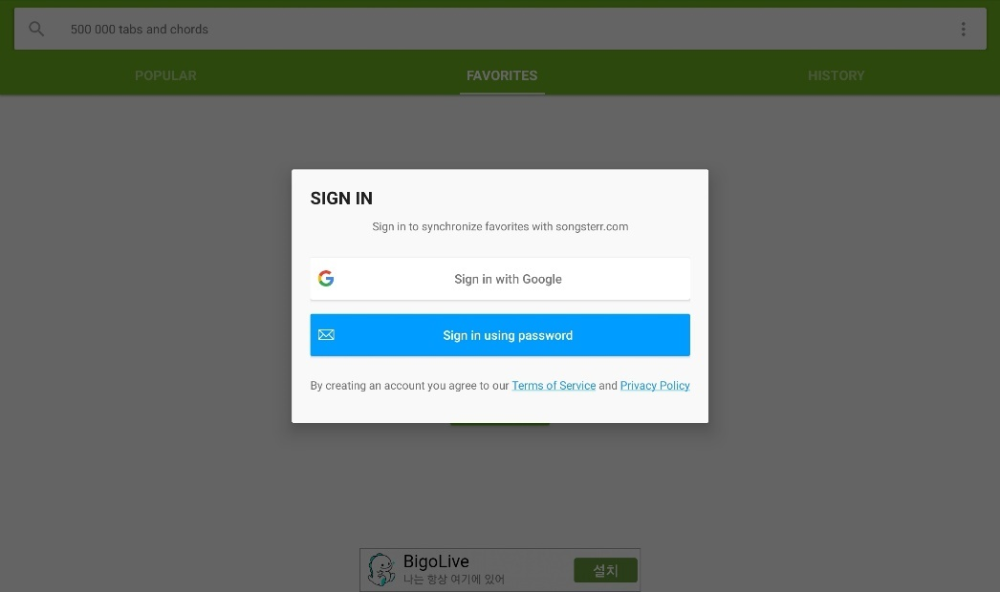 500 000 tabs and chords
POPULAR
FAVORITES
HISTORY
SIGN IN
Sign in to synchronize favorites with songsterr.com
Sign in with Google
Sign in using password
By creating an account you agree to our Terms of Service and Privacy Policy
BigoLive
나는 항상 여기에 있어
설치